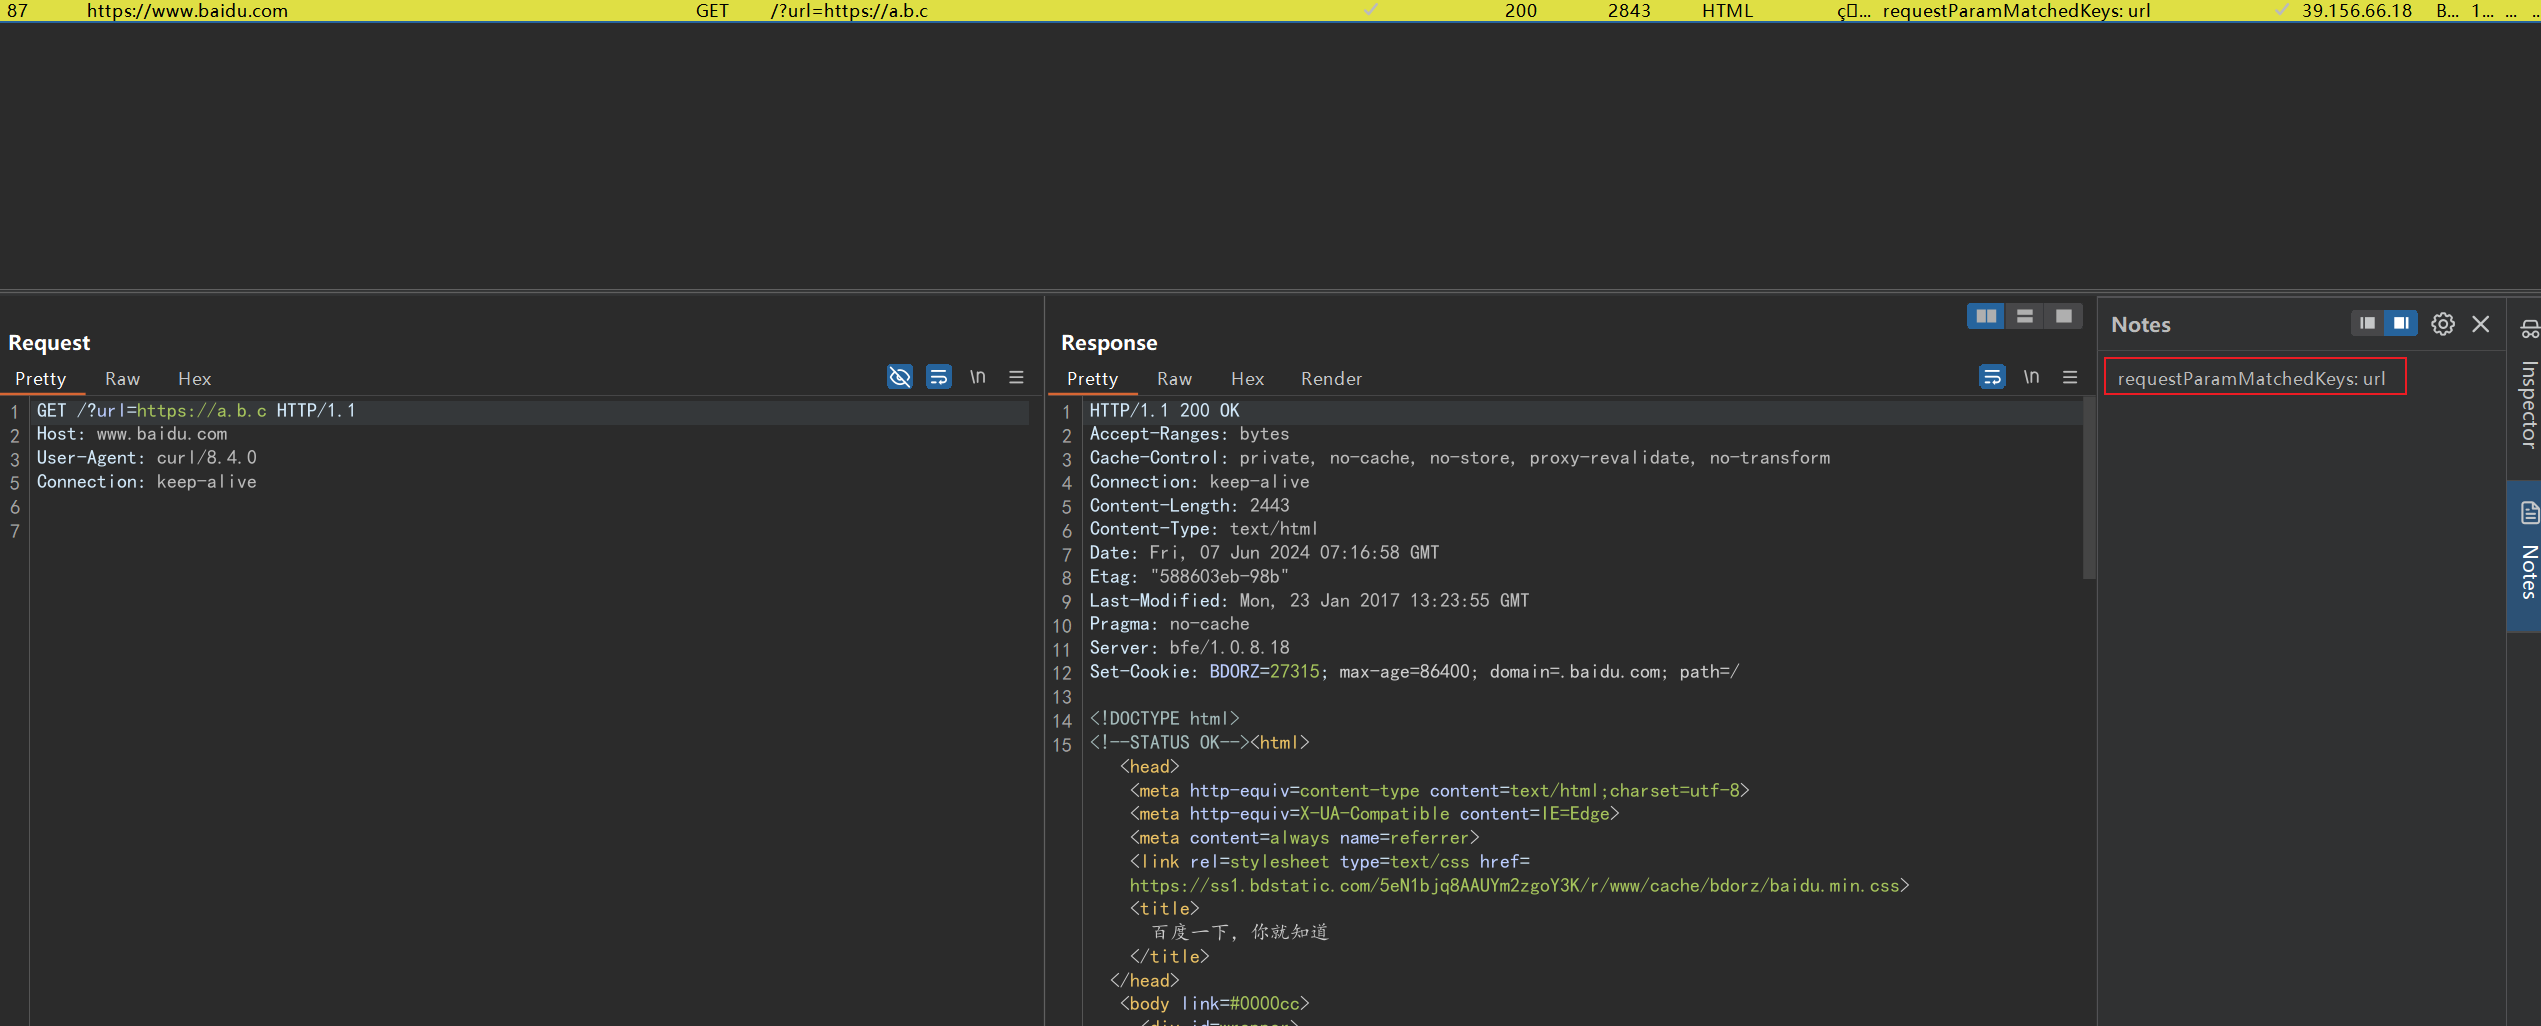 87 https://www.baidu.com GET /?url=https://a.b.c 200 2843 HTML ç... requestParamMatchedKeys: url 39.156.66.18 B... 1... ... ..
Request
Pretty Raw Hex \n
1 GET /?url=https://a.b.c HTTP/1.1
2 Host: www.baidu.com
3 User-Agent: curl/8.4.0
4 Connection: keep-alive
5
6
7
Response
Pretty Raw Hex Render \n
1 HTTP/1.1 200 OK
2 Accept-Ranges: bytes
3 Cache-Control: private, no-cache, no-store, proxy-revalidate, no-transform
4 Connection: keep-alive
5 Content-Length: 2443
6 Content-Type: text/html
7 Date: Fri, 07 Jun 2024 07:16:58 GMT
8 Etag: "588603eb-98b"
9 Last-Modified: Mon, 23 Jan 2017 13:23:55 GMT
10 Pragma: no-cache
11 Server: bfe/1.0.8.18
12 Set-Cookie: BDORZ=27315; max-age=86400; domain=.baidu.com; path=/
13
14 <!DOCTYPE html>
15 <!--STATUS OK--><html>
<head>
<meta http-equiv=content-type content=text/html;charset=utf-8>
<meta http-equiv=X-UA-Compatible content=IE=Edge>
<meta content=always name=referrer>
<link rel=stylesheet type=text/css href=
https://ss1.bdstatic.com/5eN1bjq8AAUYm2zgoY3K/r/www/cache/bdorz/baidu.min.css>
<title>
百度一下，你就知道
</title>
</head>
<body link=#0000cc>
<div id=wrapper>
Notes
requestParamMatchedKeys: url
Inspector
Notes